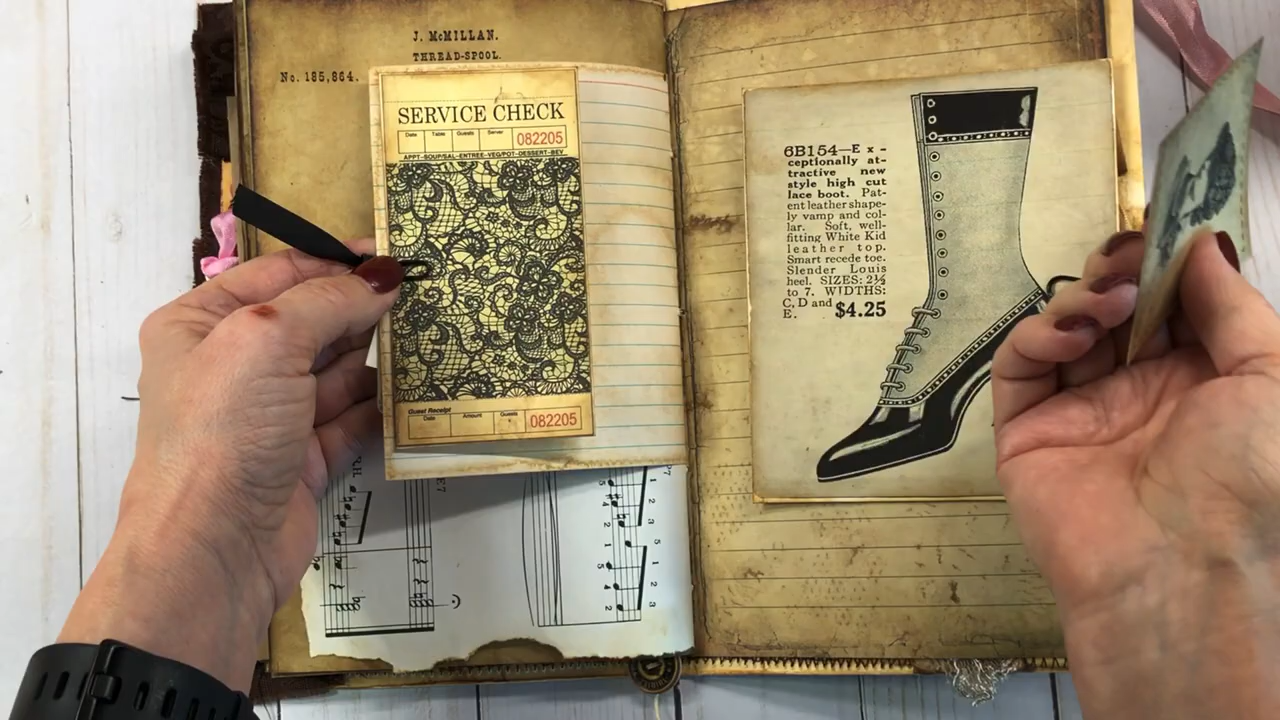 J. McMILLAN.
THREAD-SPOOL.
No. 185,864.
SERVICE CHECK
Date Table Guests Server 082205
APPT-SOUP/SAL-ENTREE-VEG/POT-DESSERT-BEV
Guest Receipt
Date Amount Guests 082205
6B154—Ex-
ceptionally at-
tractive new
style high cut
lace boot. Pat-
ent leather shape-
ly vamp and col-
lar. Soft, well-
fitting White Kid
leather top.
Smart recede toe.
Slender Louis
heel. SIZES: 2½
to 7. WIDTHS:
C, D and
E. $4.25